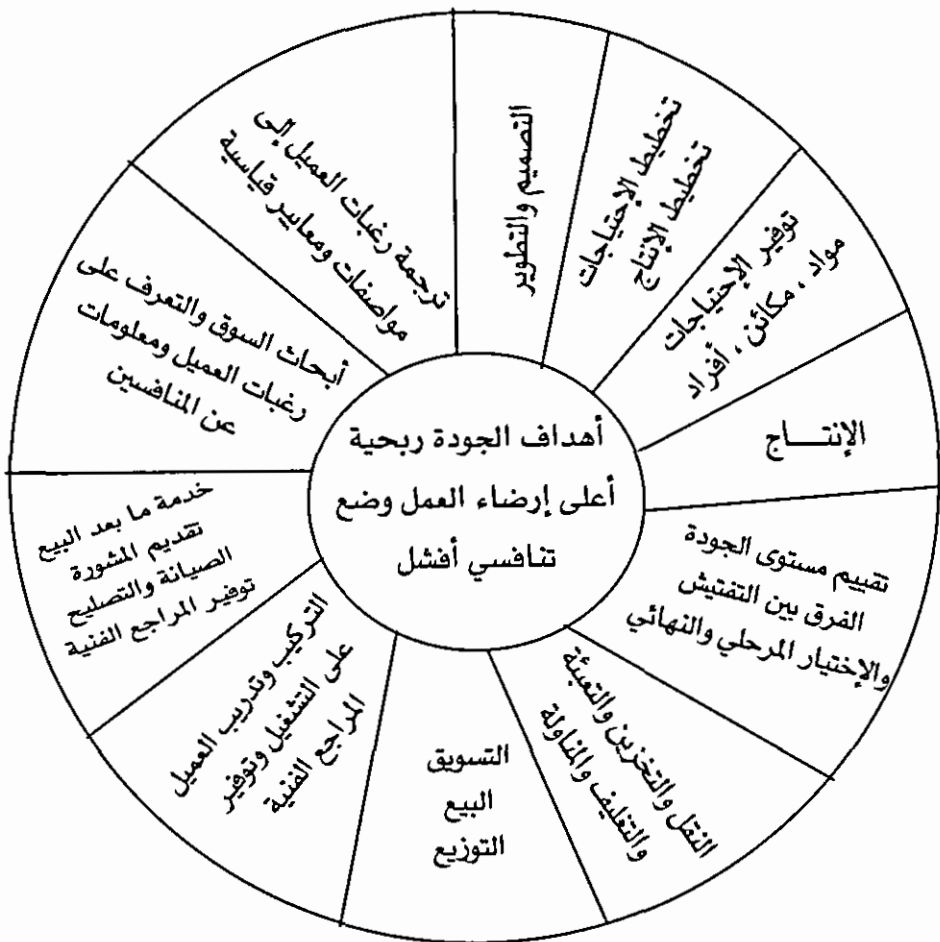 أهداف الجودة ربحية
أعلى إرضاء العمل وضع
تنافسي أفشل
التصميم والتطوير
تخطيط الإحتياجات
تخطيط الإنتاج
توفير الإحتياجات
مواد ، مكائن ، أفراد
الإنتـــاج
تقييم مستوى الجودة
الفرق بين التفتيش
والإختيار المرحلي والنهائي
النقل والتخزين والتعبئة
والتغليف والمناولة
التسويق
البيع
التوزيع
التركيب وتدريب العميل
على التشغيل وتوفير
المراجع الفنية
خدمة ما بعد البيع
تقديم المشورة
الصيانة والتصليح
توفير المراجع الفنية
أبحاث السوق والتعرف على
رغبات العميل ومعلومات
عن المنافسين
ترجمة رغبات العميل إلى
مواصفات ومعايير قياسية